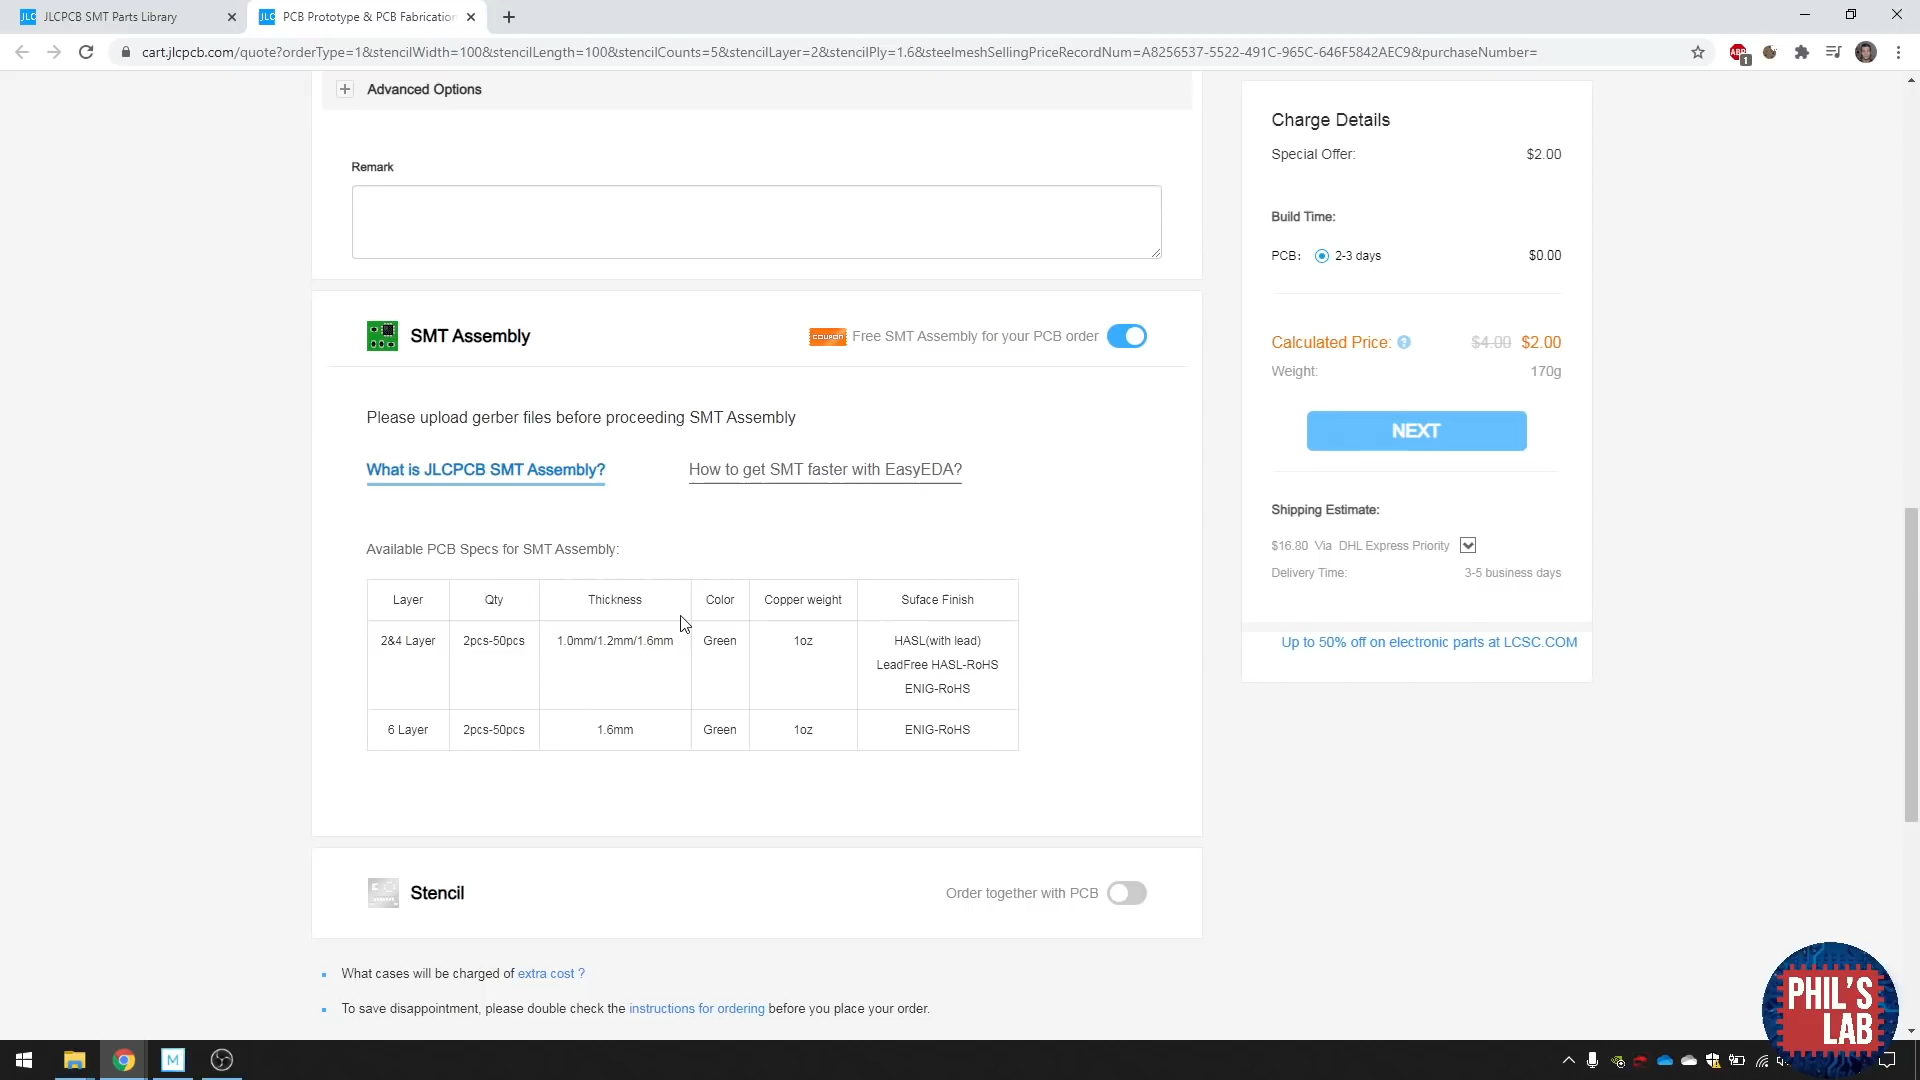 JLCPCB SMT Parts Library
PCB Prototype & PCB Fabrication
cart.jlcpcb.com/quote?orderType=1&stencilWidth=100&stencilLength=100&stencilCounts=5&stencilLayer=2&stencilPly=1.6&steelmeshSellingPriceRecordNum=A8256537-5522-491C-965C-646F5842AEC9&purchaseNumber=
Advanced Options
Remark
SMT Assembly
COUPON Free SMT Assembly for your PCB order
Please upload gerber files before proceeding SMT Assembly
What is JLCPCB SMT Assembly? How to get SMT faster with EasyEDA?
Available PCB Specs for SMT Assembly:
Layer Qty Thickness Color Copper weight Suface Finish
2&4 Layer 2pcs-50pcs 1.0mm/1.2mm/1.6mm Green 1oz HASL(with lead)
LeadFree HASL-RoHS
ENIG-RoHS
6 Layer 2pcs-50pcs 1.6mm Green 1oz ENIG-RoHS
Stencil
Order together with PCB
What cases will be charged of extra cost ?
To save disappointment, please double check the instructions for ordering before you place your order.
Charge Details
Special Offer: $2.00
Build Time:
PCB: 2-3 days $0.00
Calculated Price: ? $4.00 $2.00
Weight: 170g
NEXT
Shipping Estimate:
$16.80 Via DHL Express Priority
Delivery Time: 3-5 business days
Up to 50% off on electronic parts at LCSC.COM
PHIL'S
LAB